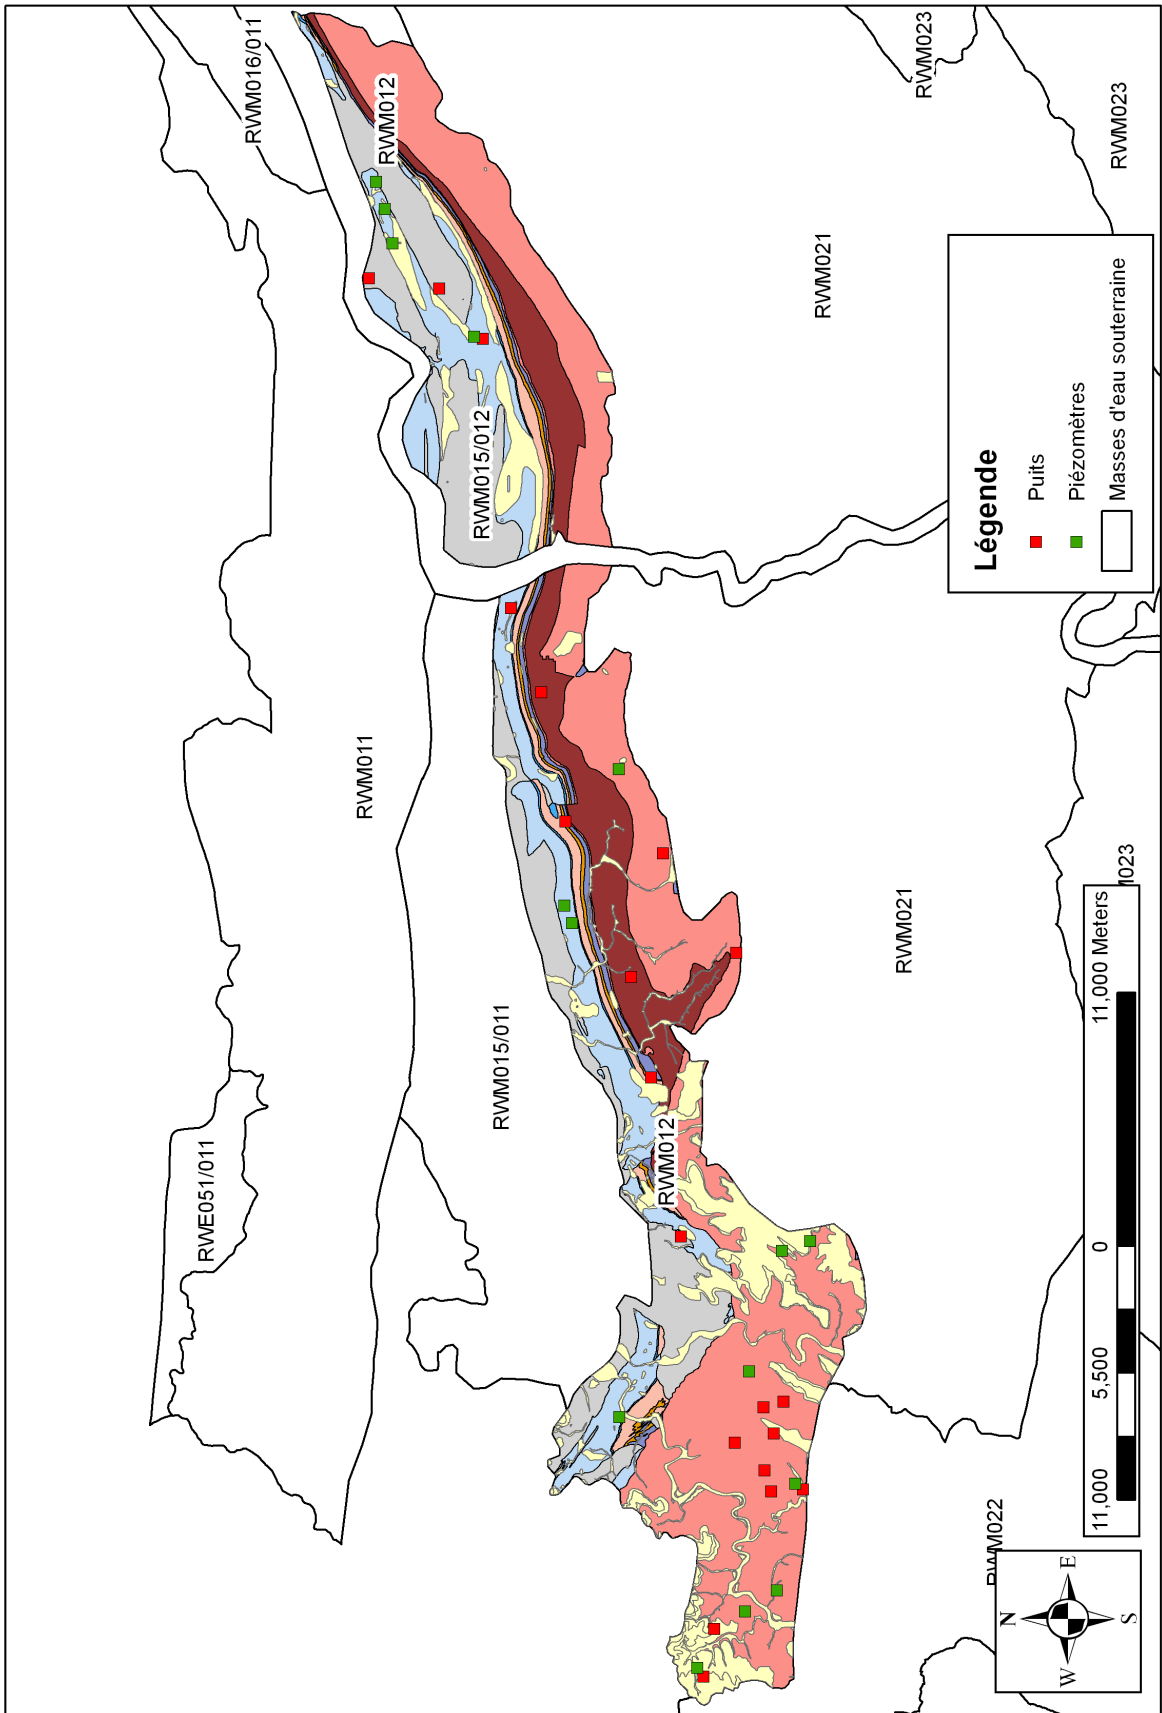 RWM016/011
RWM012
RWM023
RWM023
RWM021
RWM015/012
RWM011
RWM015/011
RWE051/011
RWM012
RWM021
RWM022
Légende
Puits
Piézomètres
Masses d'eau souterraine
11,000 5,500 0 11,000 Meters
N
W E
S